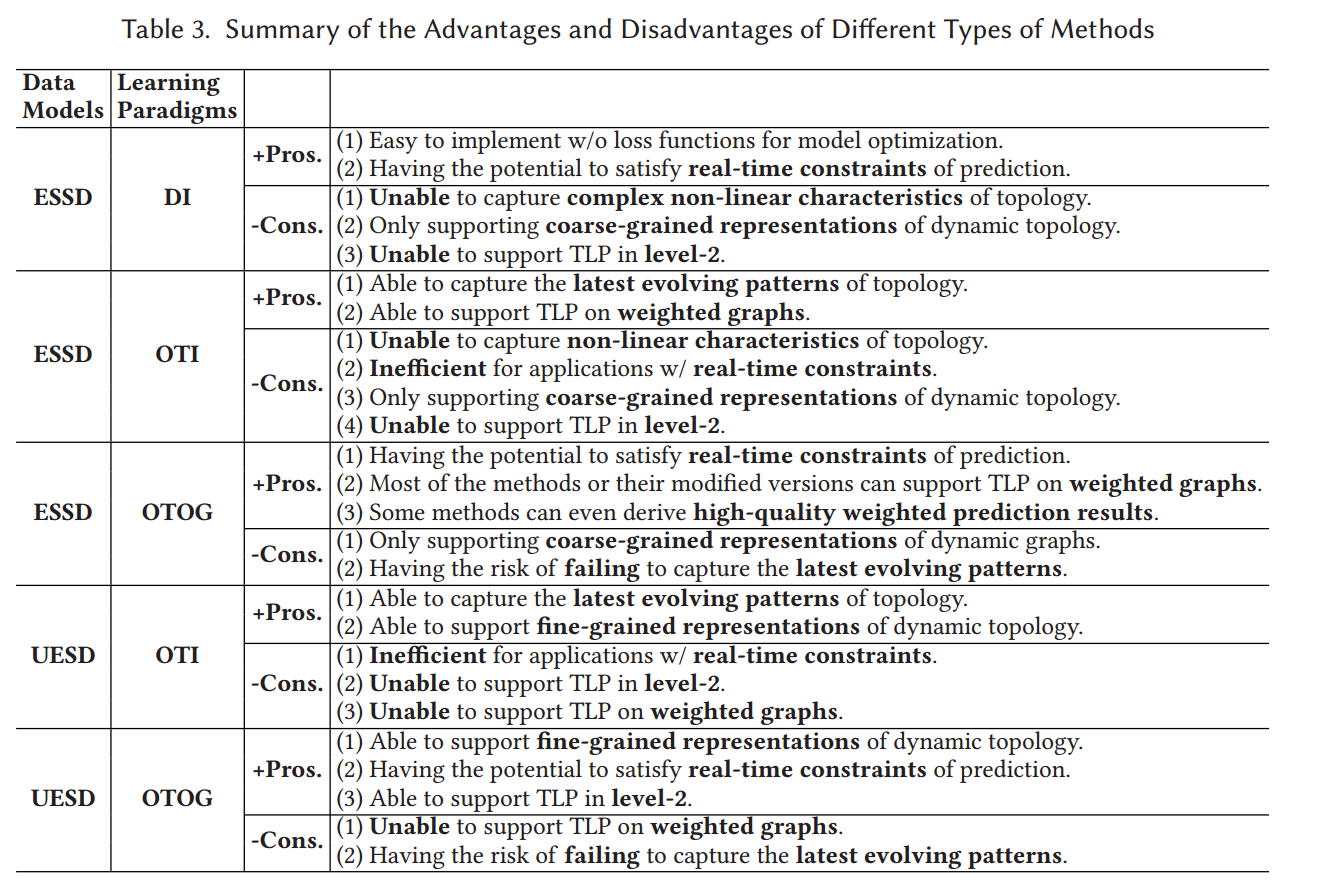 Table 3. Summary of the Advantages and Disadvantages of Different Types of Methods
Data Models
Learning Paradigms
ESSD
DI
+Pros.
(1) Easy to implement w/o loss functions for model optimization.
(2) Having the potential to satisfy real-time constraints of prediction.
-Cons.
(1) Unable to capture complex non-linear characteristics of topology.
(2) Only supporting coarse-grained representations of dynamic topology.
(3) Unable to support TLP in level-2.
ESSD
OTI
+Pros.
(1) Able to capture the latest evolving patterns of topology.
(2) Able to support TLP on weighted graphs.
-Cons.
(1) Unable to capture non-linear characteristics of topology.
(2) Inefficient for applications w/ real-time constraints.
(3) Only supporting coarse-grained representations of dynamic topology.
(4) Unable to support TLP in level-2.
ESSD
OTOG
+Pros.
(1) Having the potential to satisfy real-time constraints of prediction.
(2) Most of the methods or their modified versions can support TLP on weighted graphs.
(3) Some methods can even derive high-quality weighted prediction results.
-Cons.
(1) Only supporting coarse-grained representations of dynamic graphs.
(2) Having the risk of failing to capture the latest evolving patterns.
UESD
OTI
+Pros.
(1) Able to capture the latest evolving patterns of topology.
(2) Able to support fine-grained representations of dynamic topology.
-Cons.
(1) Inefficient for applications w/ real-time constraints.
(2) Unable to support TLP in level-2.
(3) Unable to support TLP on weighted graphs.
UESD
OTOG
+Pros.
(1) Able to support fine-grained representations of dynamic topology.
(2) Having the potential to satisfy real-time constraints of prediction.
(3) Able to support TLP in level-2.
-Cons.
(1) Unable to support TLP on weighted graphs.
(2) Having the risk of failing to capture the latest evolving patterns.